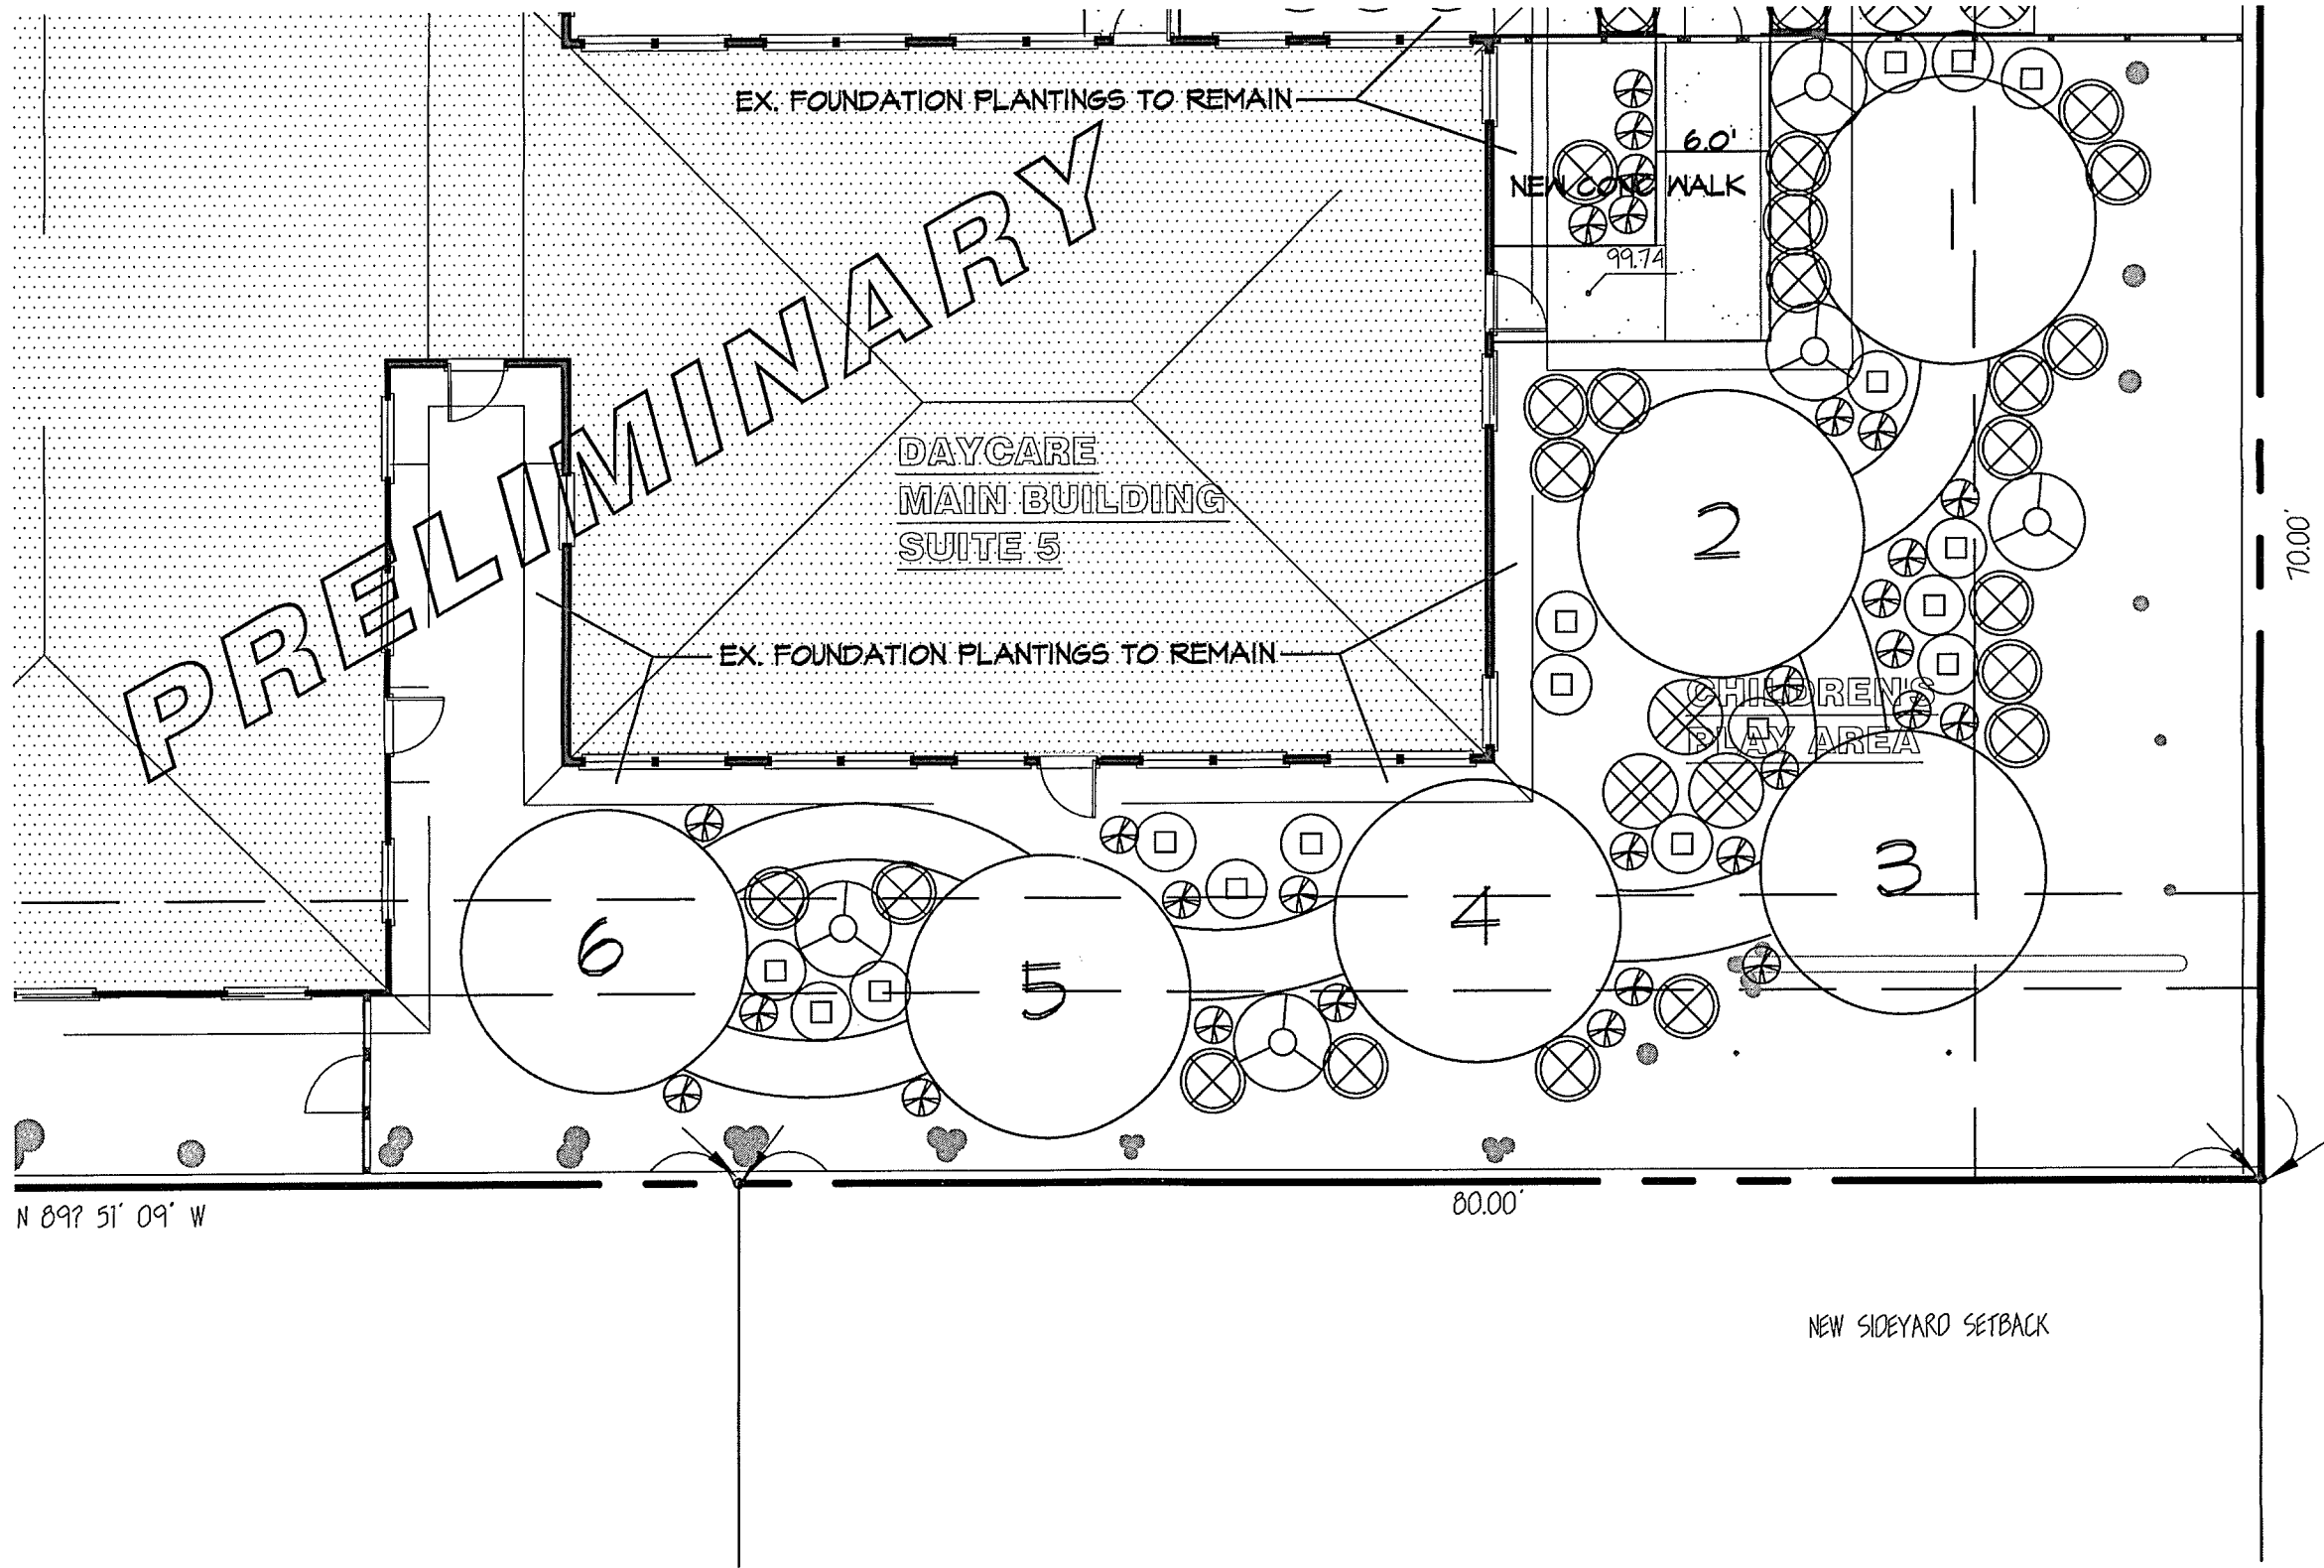 EX. FOUNDATION PLANTINGS TO REMAIN
6.0'
NEW CONC WALK
99.74
1
PRELIMINARY
DAYCARE
MAIN BUILDING
SUITE 5
2
70.00'
EX. FOUNDATION PLANTINGS TO REMAIN
CHILDREN'S
PLAY AREA
3
4
5
6
N 89? 51' 09" W
80.00'
NEW SIDEYARD SETBACK